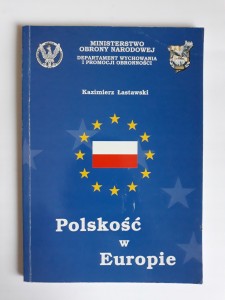 MINISTERSTWO
OBRONY NARODOWEJ
DEPARTAMENT WYCHOWANIA
I PROMOCJI OBRONNOŚCI
Kazimierz Łastawski
Polskość
w
Europie